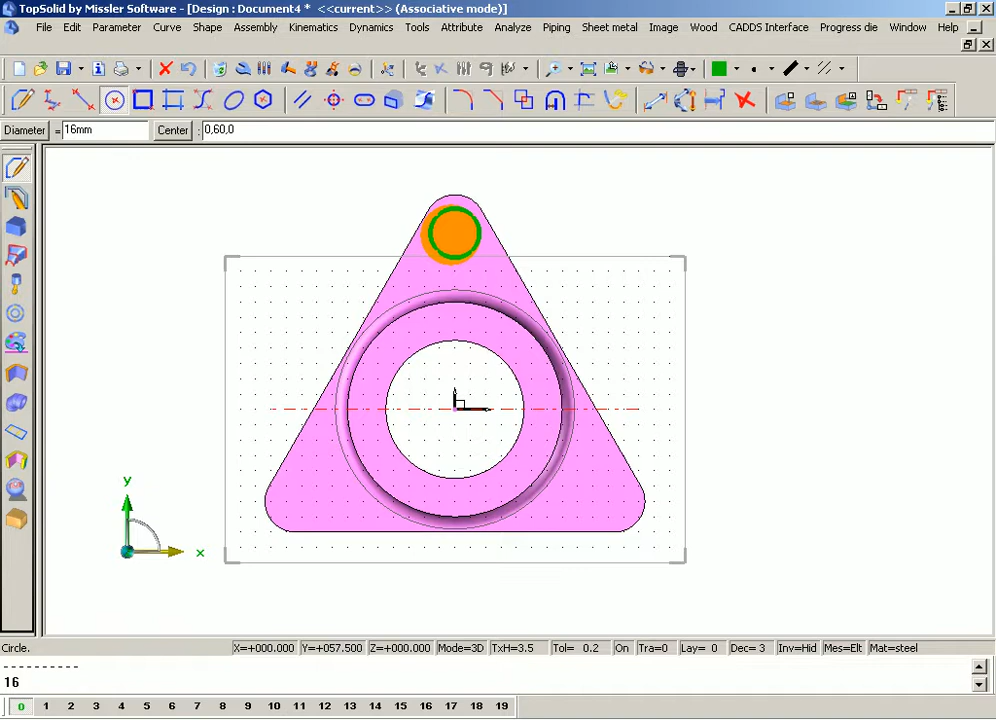 TopSolid by Missler Software - [Design : Document4 * <<current>> (Associative mode)]
File Edit Parameter Curve Shape Assembly Kinematics Dynamics Tools Attribute Analyze Piping Sheet metal Image Wood CADDS Interface Progress die Window Help
Diameter = 16mm Center : 0,60,0
y
x
Circle. X=+000.000 Y=+057.500 Z=+000.000 Mode=3D TxH=3.5 Tol= 0.2 On Tra=0 Lay= 0 Dec= 3 Inv=Hid Mes=Elt Mat=steel
----------
16
0 1 2 3 4 5 6 7 8 9 10 11 12 13 14 15 16 17 18 19